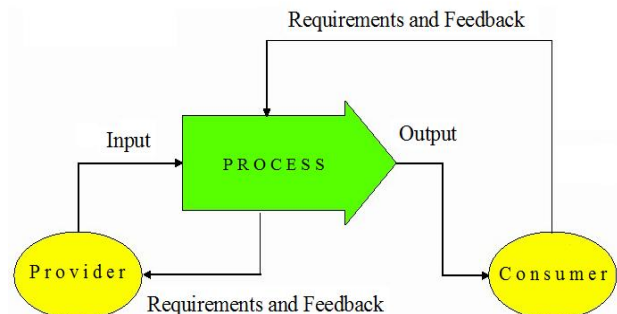 Requirements and Feedback
Input
Output
PROCESS
Provider
Consumer
Requirements and Feedback